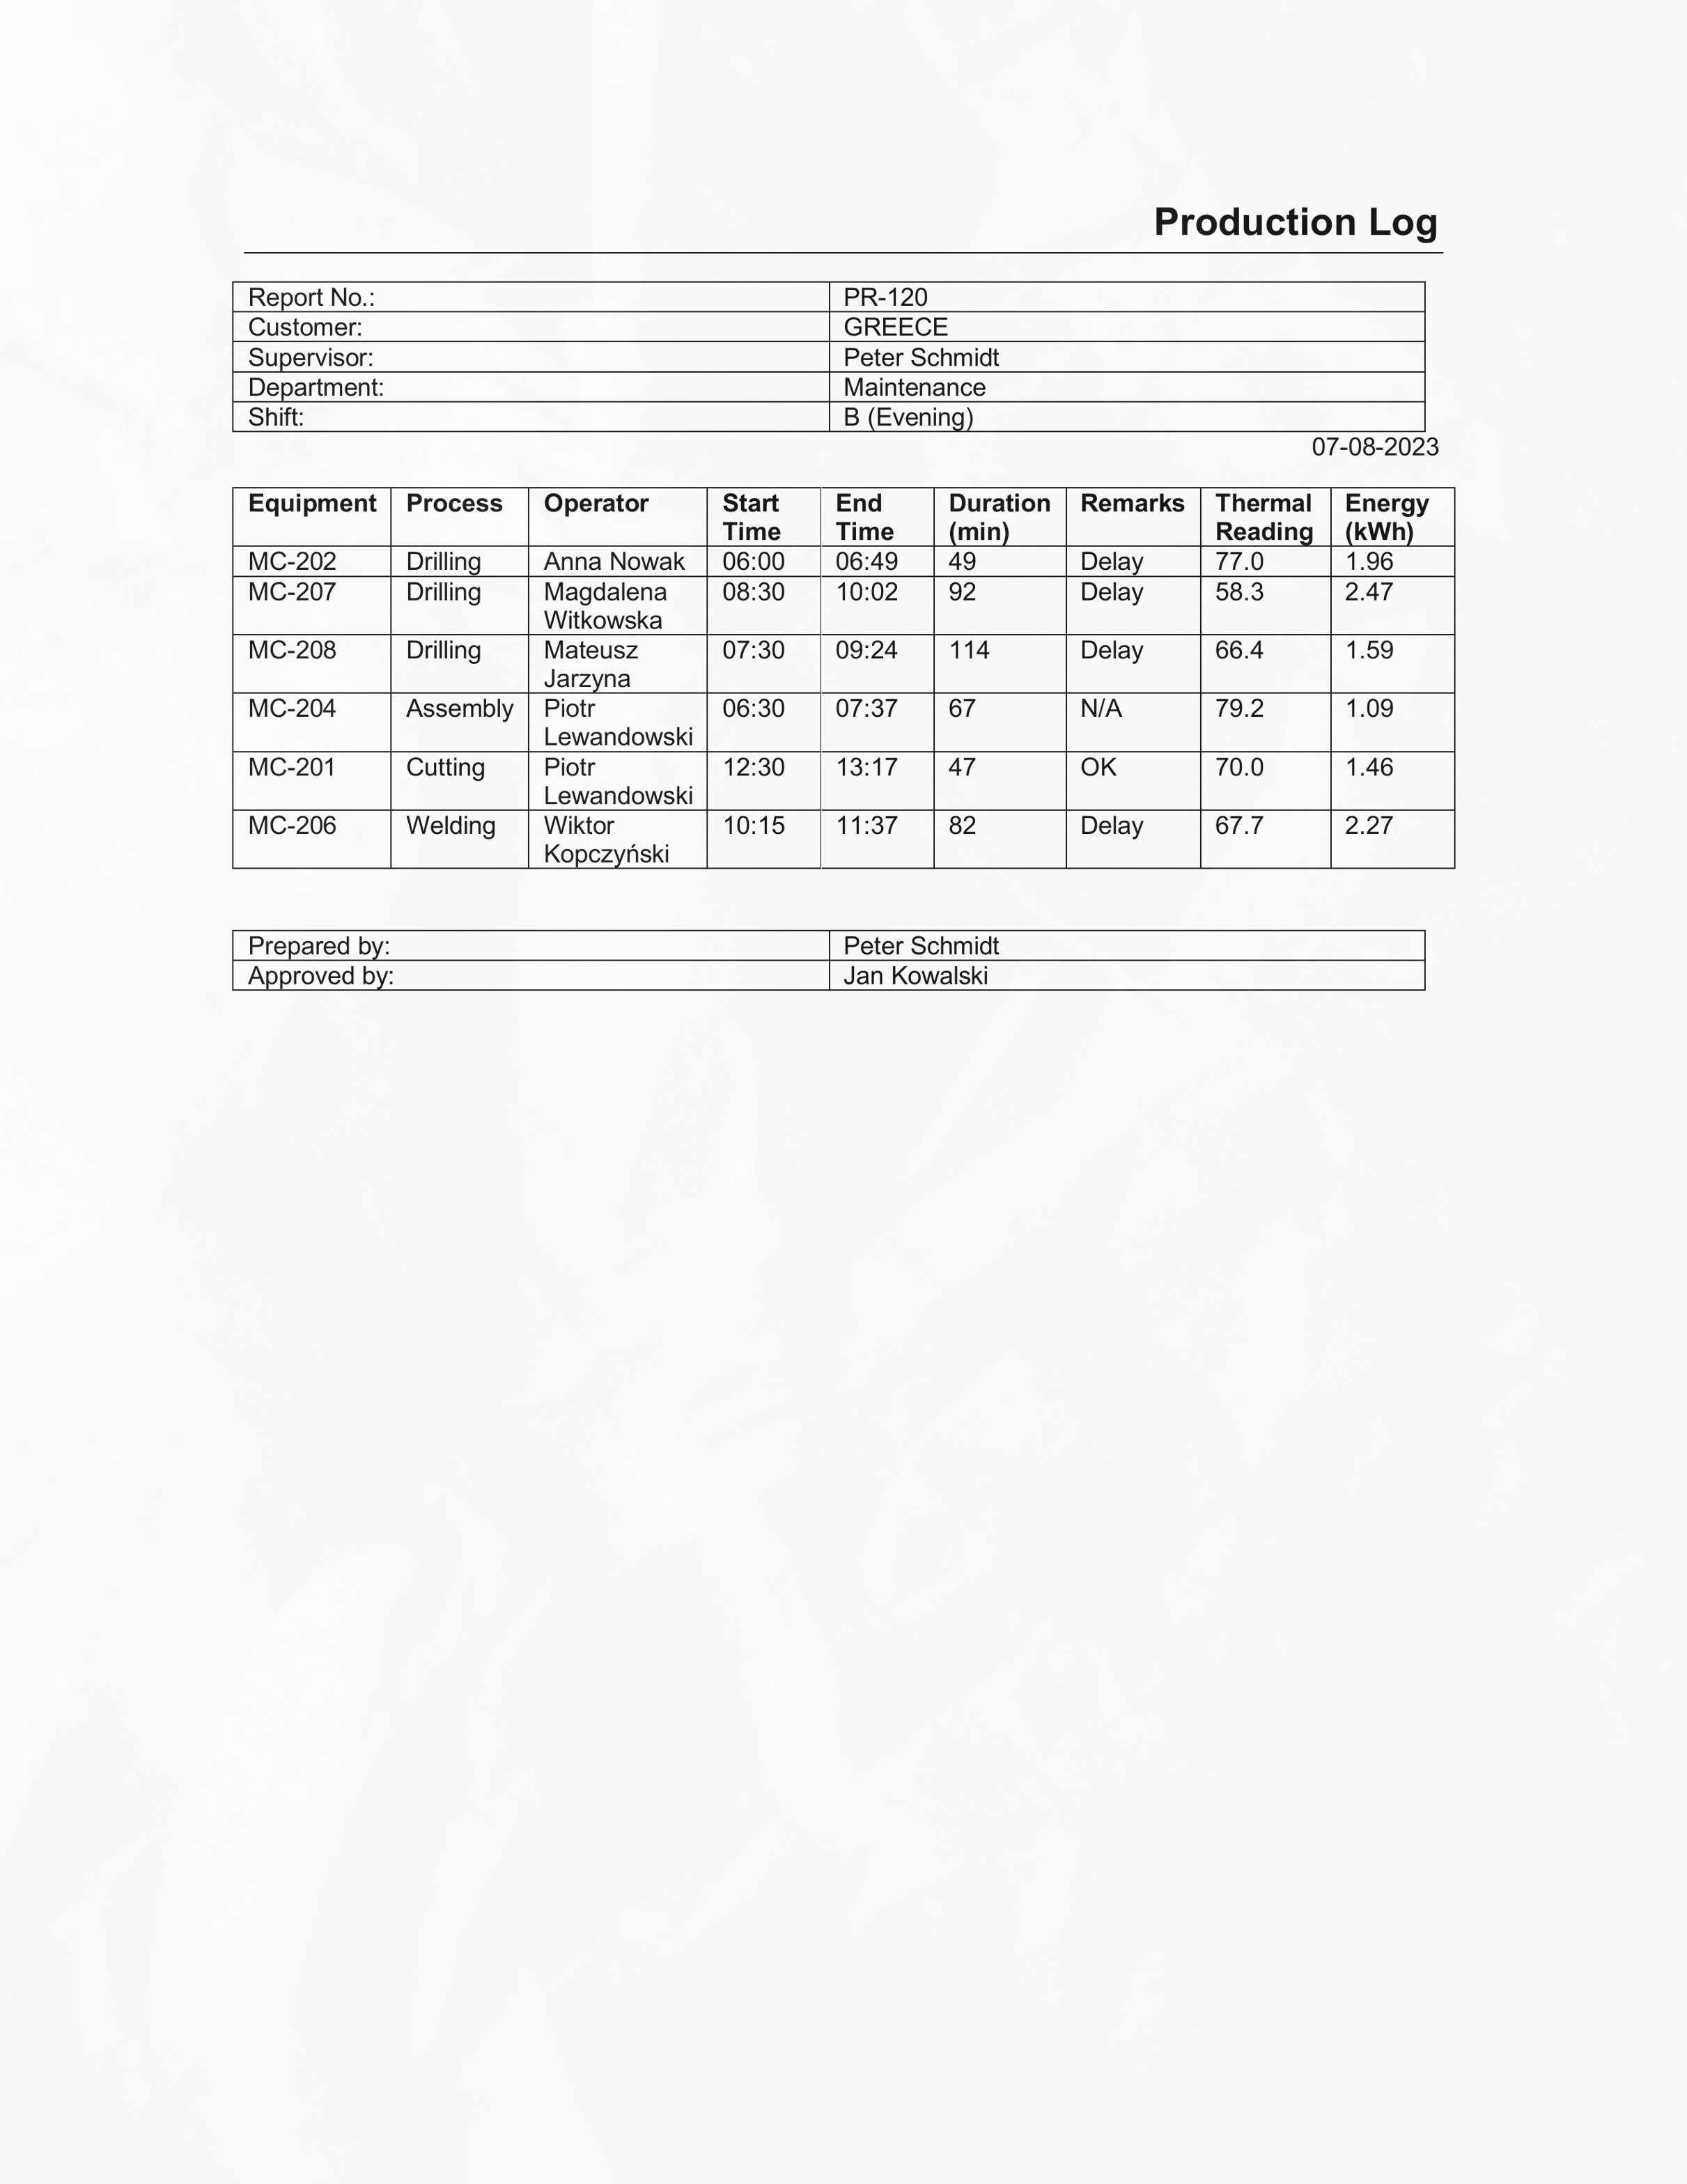 Production Log
Report No.: PR-120
Customer: GREECE
Supervisor: Peter Schmidt
Department: Maintenance
Shift: B (Evening)
07-08-2023
Equipment Process Operator Start Time End Time Duration (min) Remarks Thermal Reading Energy (kWh)
MC-202 Drilling Anna Nowak 06:00 06:49 49 Delay 77.0 1.96
MC-207 Drilling Magdalena Witkowska 08:30 10:02 92 Delay 58.3 2.47
MC-208 Drilling Mateusz Jarzyna 07:30 09:24 114 Delay 66.4 1.59
MC-204 Assembly Piotr Lewandowski 06:30 07:37 67 N/A 79.2 1.09
MC-201 Cutting Piotr Lewandowski 12:30 13:17 47 OK 70.0 1.46
MC-206 Welding Wiktor Kopczyński 10:15 11:37 82 Delay 67.7 2.27
Prepared by: Peter Schmidt
Approved by: Jan Kowalski